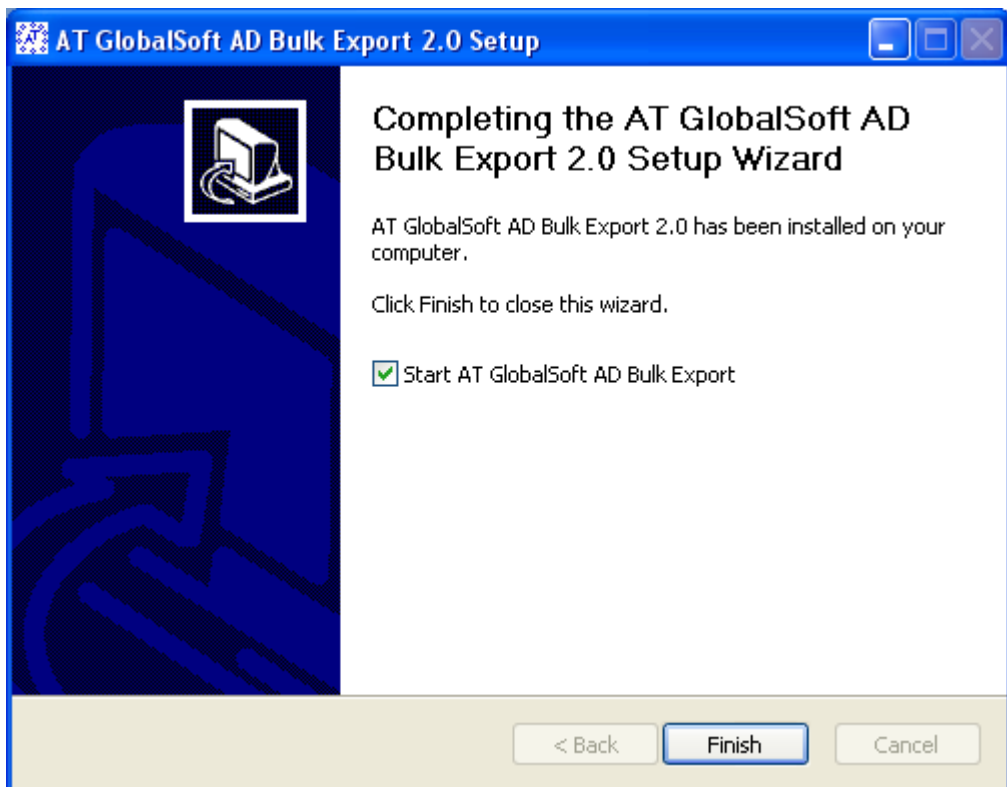 AT GlobalSoft AD Bulk Export 2.0 Setup
Completing the AT GlobalSoft AD
Bulk Export 2.0 Setup Wizard
AT GlobalSoft AD Bulk Export 2.0 has been installed on your
computer.
Click Finish to close this wizard.
Start AT GlobalSoft AD Bulk Export
< Back Finish Cancel